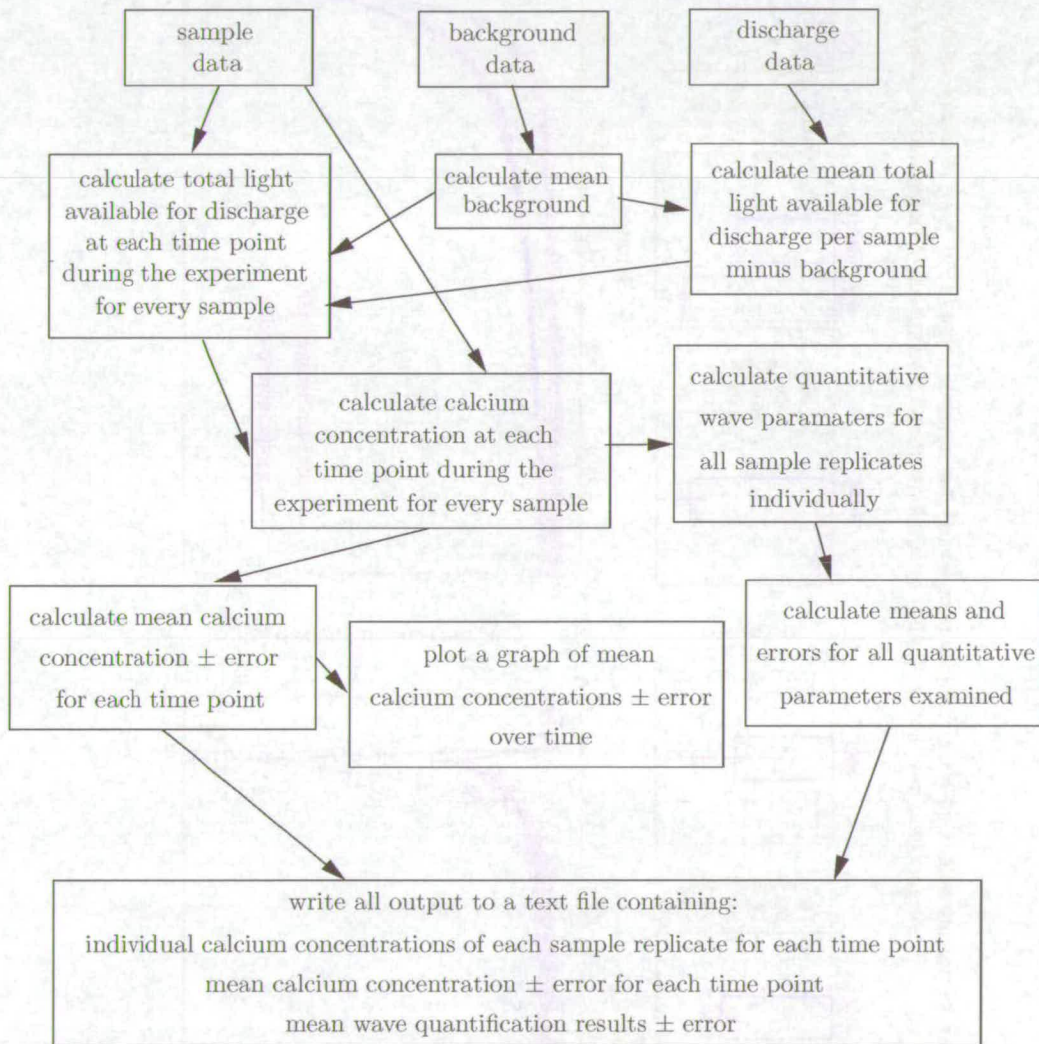 sample
data
background
data
discharge
data
calculate total light
available for discharge
at each time point
during the experiment
for every sample
calculate mean
background
calculate mean total
light available for
discharge per sample
minus background
calculate calcium
concentration at each
time point during the
experiment for every sample
calculate quantitative
wave paramaters for
all sample replicates
individually
calculate mean calcium
concentration ± error
for each time point
plot a graph of mean
calcium concentrations ± error
over time
calculate means and
errors for all quantitative
parameters examined
write all output to a text file containing:
individual calcium concentrations of each sample replicate for each time point
mean calcium concentration ± error for each time point
mean wave quantification results ± error